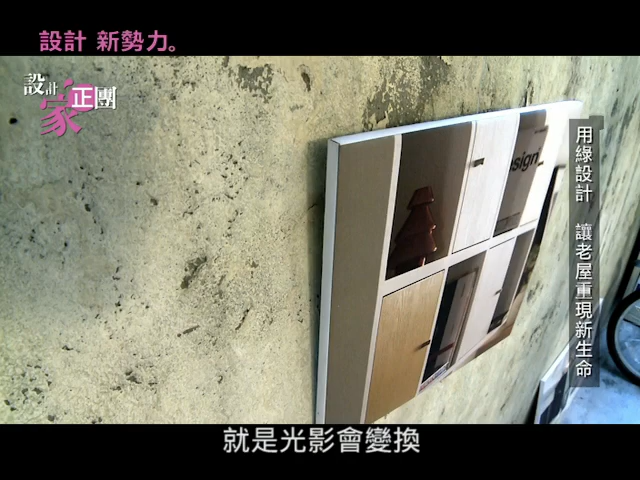 設計 新勢力。
設計
家正團
esign
用綠設計 讓老屋重現新生命
就是光影會變換